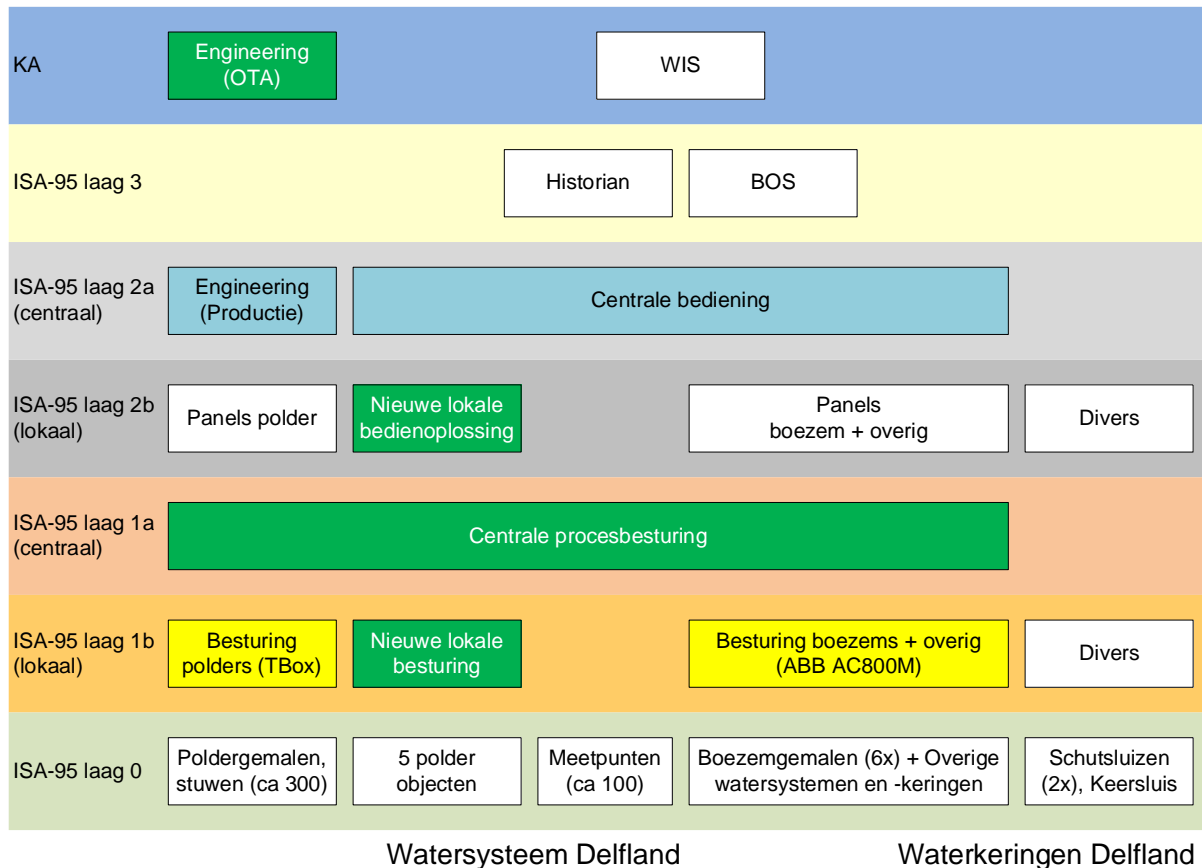 KA
Engineering
(OTA)
WIS
ISA-95 laag 3
Historian
BOS
ISA-95 laag 2a
(centraal)
Engineering
(Productie)
Centrale bediening
ISA-95 laag 2b
(lokaal)
Panels polder
Nieuwe lokale
bedienoplossing
Panels
boezem + overig
Divers
ISA-95 laag 1a
(centraal)
Centrale procesbesturing
ISA-95 laag 1b
(lokaal)
Besturing
polders (TBox)
Nieuwe lokale
besturing
Besturing boezems + overig
(ABB AC800M)
Divers
ISA-95 laag 0
Poldergemalen,
stuwen (ca 300)
5 polder
objecten
Meetpunten
(ca 100)
Boezemgemalen (6x) + Overige
watersystemen en -keringen
Schutsluizen
(2x), Keersluis
Watersysteem Delfland
Waterkeringen Delfland